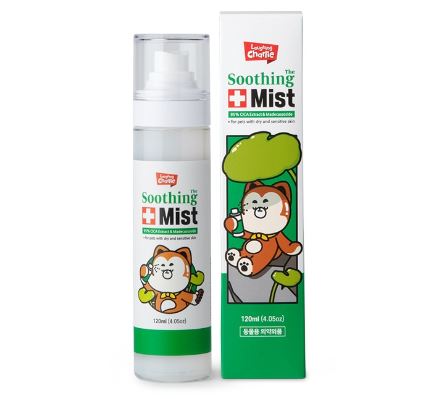 Laughing
Charlie
The
Soothing
Mist
85% CICA Extract & Madecassoside
• For pets with dry and sensitive skin
120ml (4.05oz)
Laughing
Charlie
The
Soothing
Mist
85% CICA Extract & Madecassoside
• For pets with dry and sensitive skin
120ml (4.05oz)
동물용 의약외품